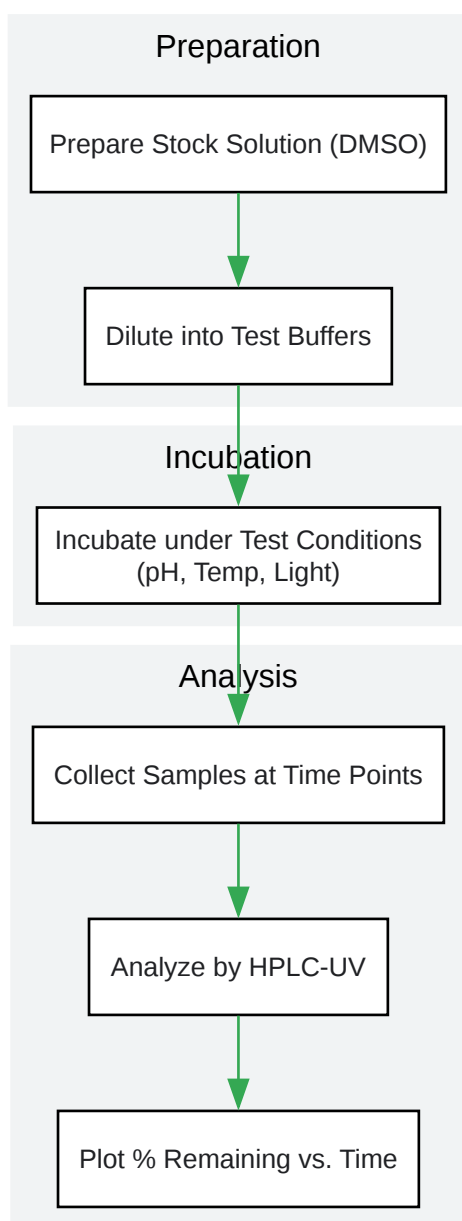 Preparation
Prepare Stock Solution (DMSO)
Dilute into Test Buffers
Incubation
Incubate under Test Conditions
(pH, Temp, Light)
Analysis
Collect Samples at Time Points
Analyze by HPLC-UV
Plot % Remaining vs. Time